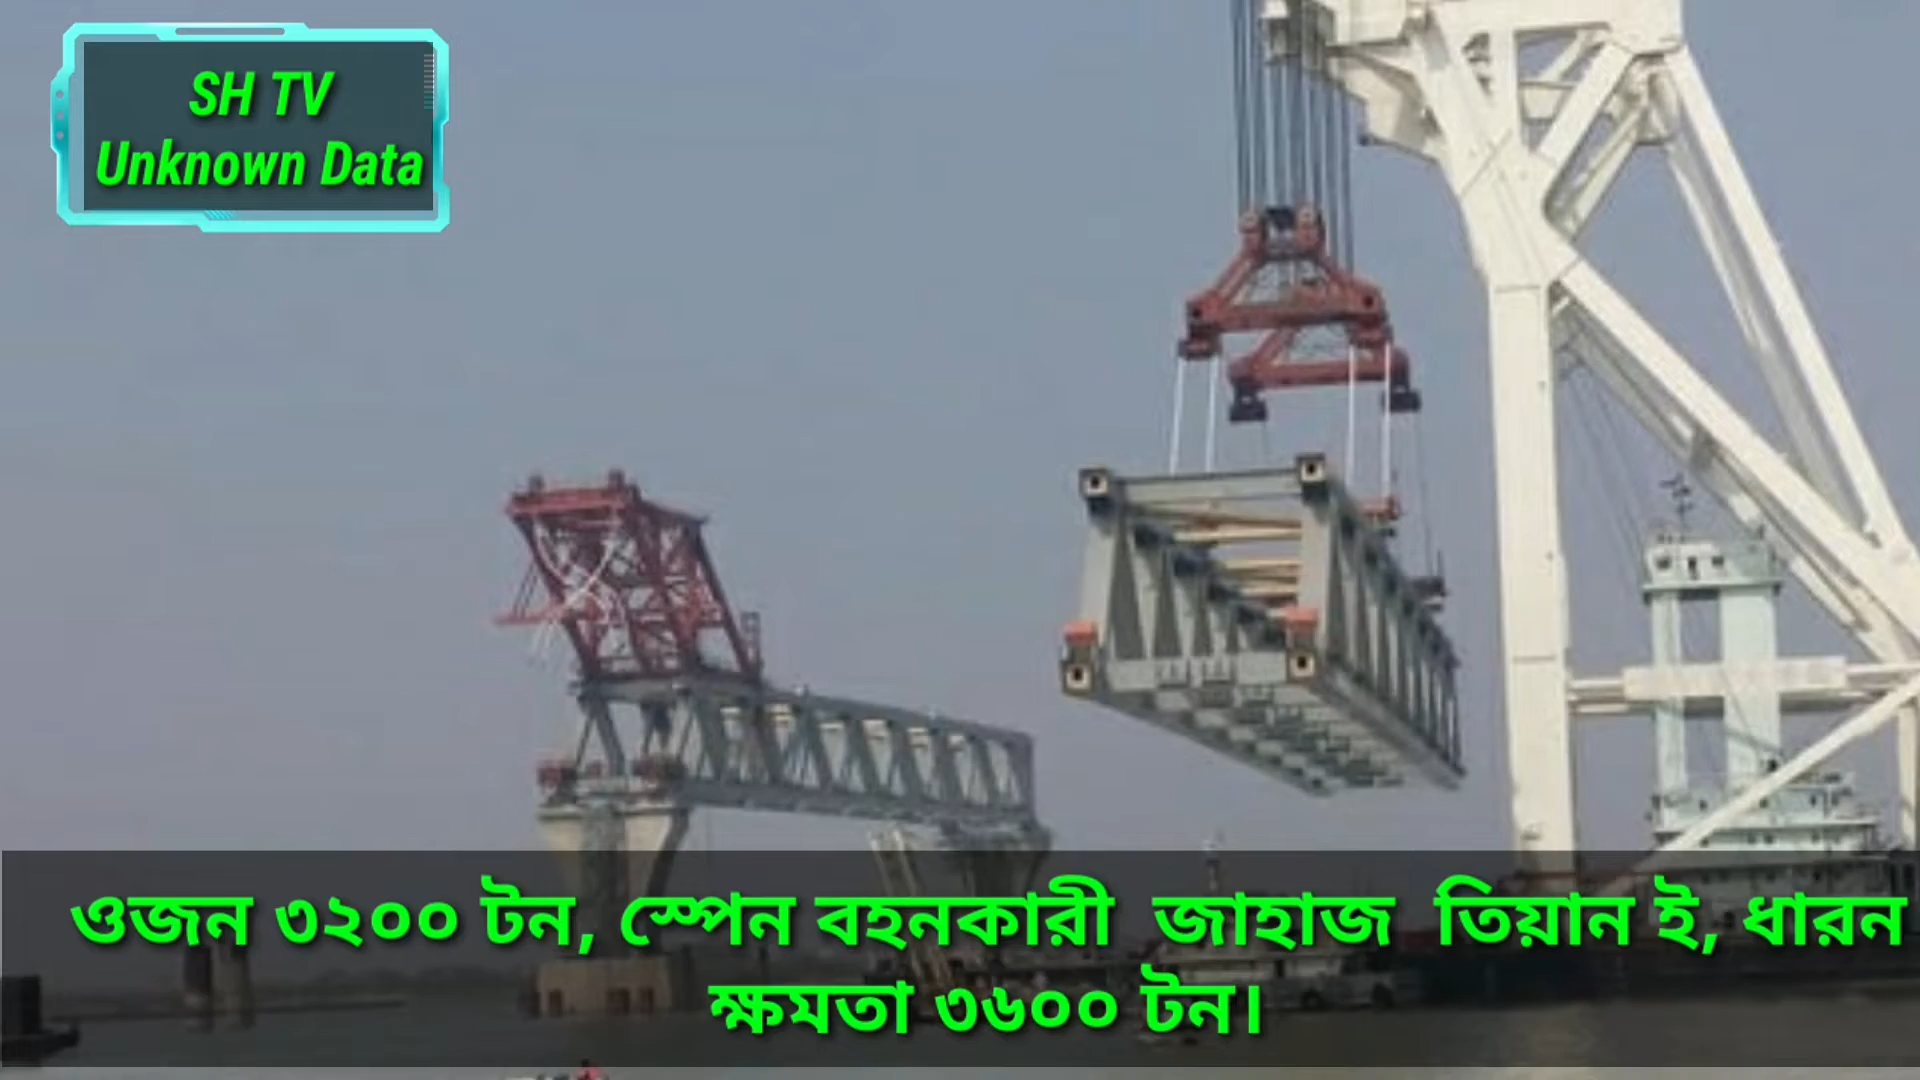 SH TV
Unknown Data
ওজন ৩২০০ টন, স্পেন বহনকারী জাহাজ তিয়ান ই, ধারন
ক্ষমতা ৩৬০০ টন।